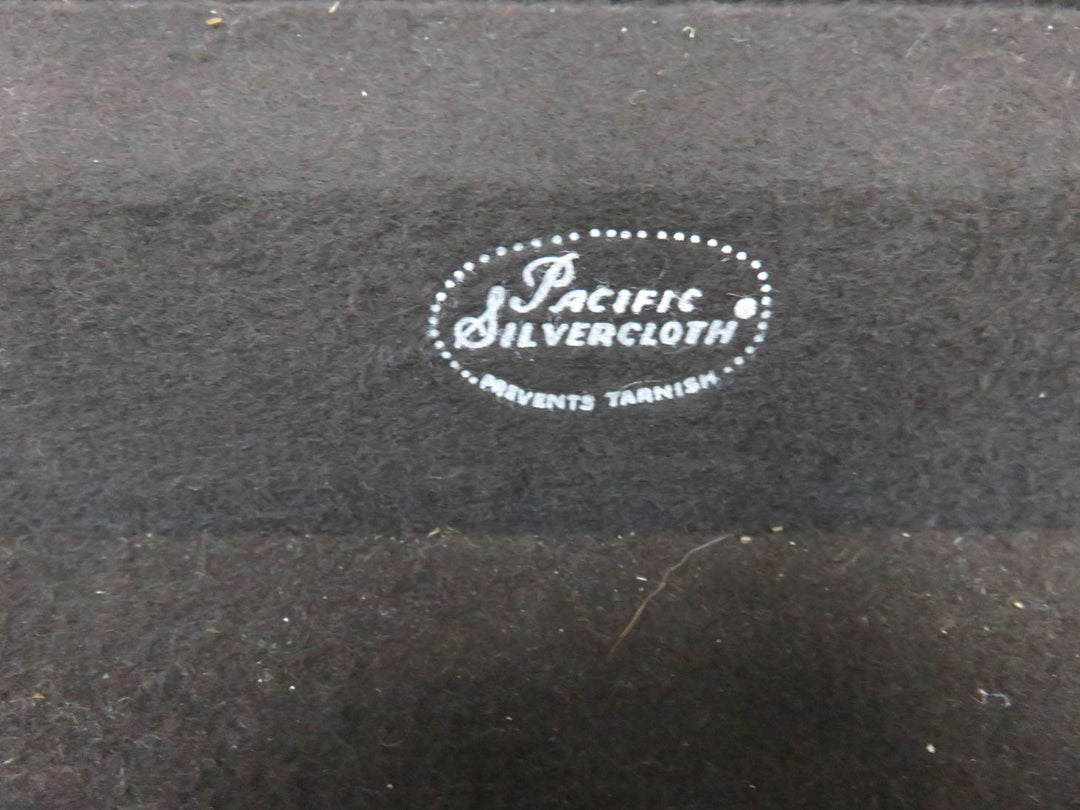 Pacific
Silvercloth
Prevents Tarnish